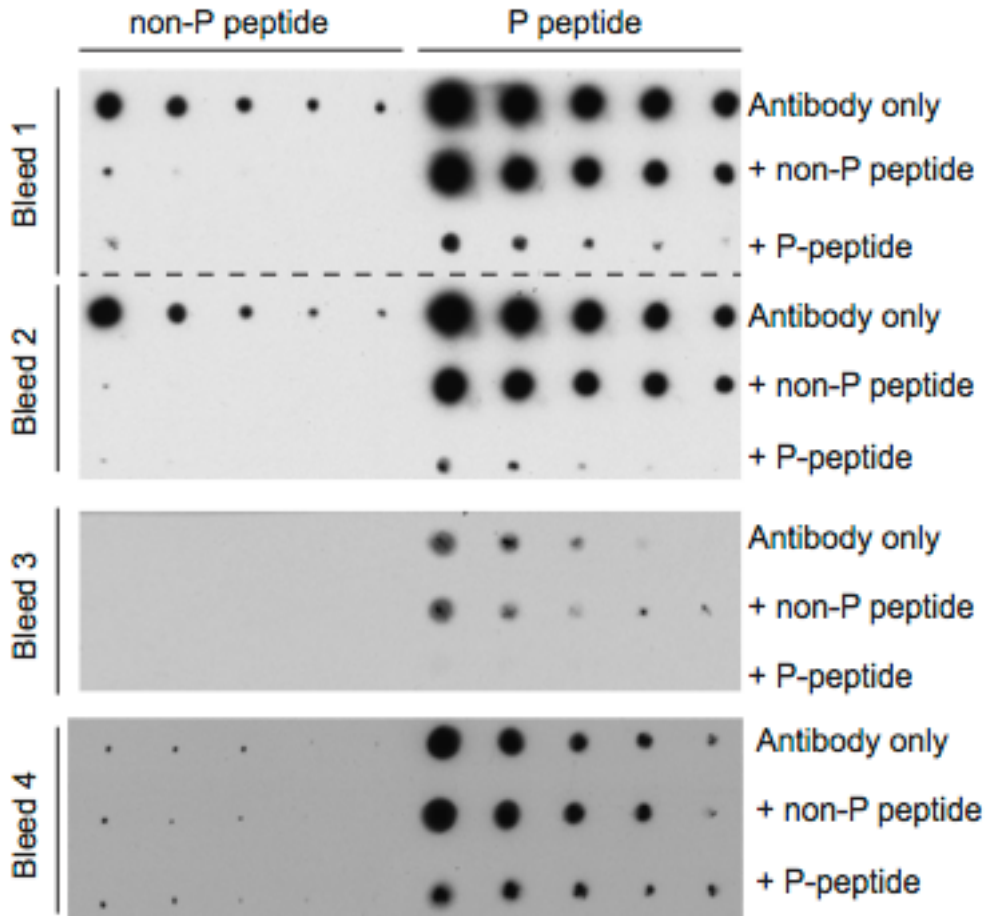 non-P peptide P peptide
Bleed 1
Antibody only
+ non-P peptide
+ P-peptide
Bleed 2
Antibody only
+ non-P peptide
+ P-peptide
Bleed 3
Antibody only
+ non-P peptide
+ P-peptide
Bleed 4
Antibody only
+ non-P peptide
+ P-peptide